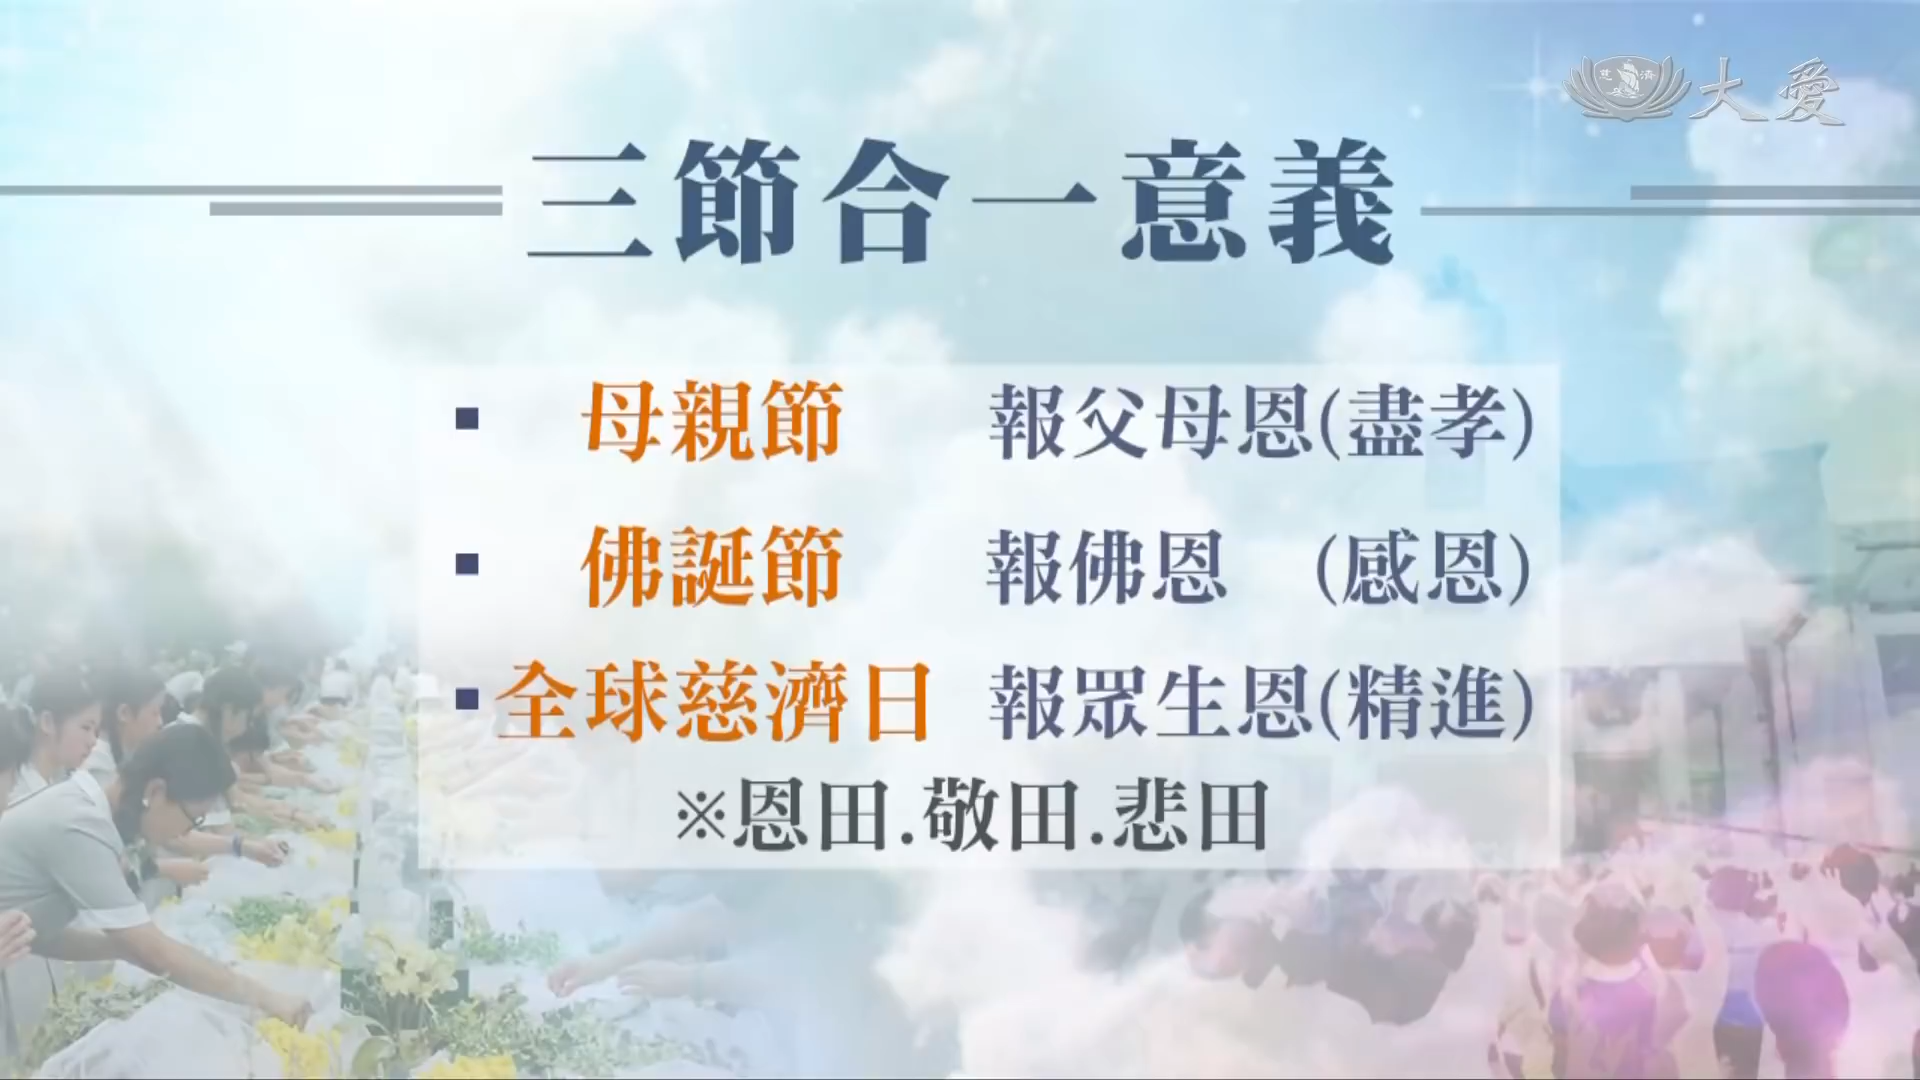 慈濟 大愛
三節合一意義
▪ 母親節 報父母恩(盡孝)
▪ 佛誕節 報佛恩 (感恩)
▪ 全球慈濟日 報眾生恩(精進)
※恩田.敬田.悲田